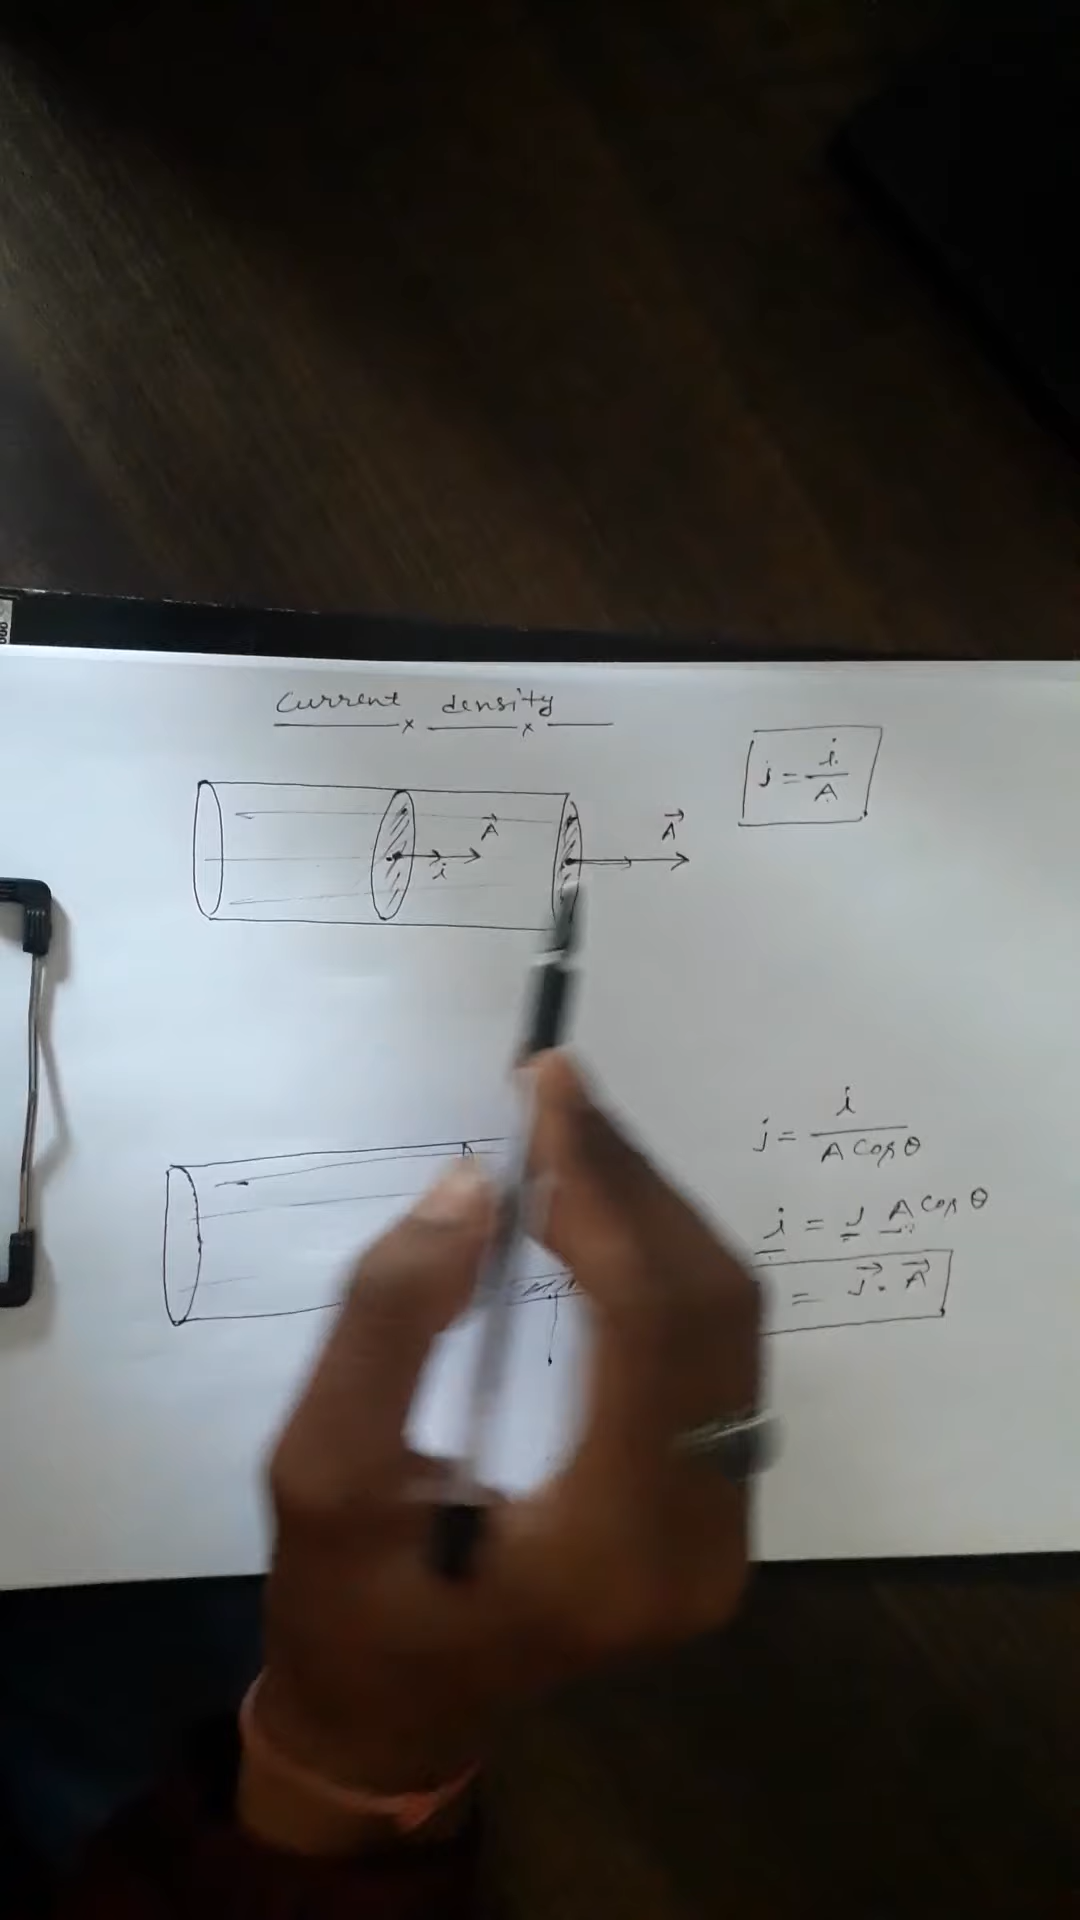 Current density
j = i / A
A⃗
i
A⃗
j = i / A Cos θ
i = J A Cos θ
= J⃗ . A⃗